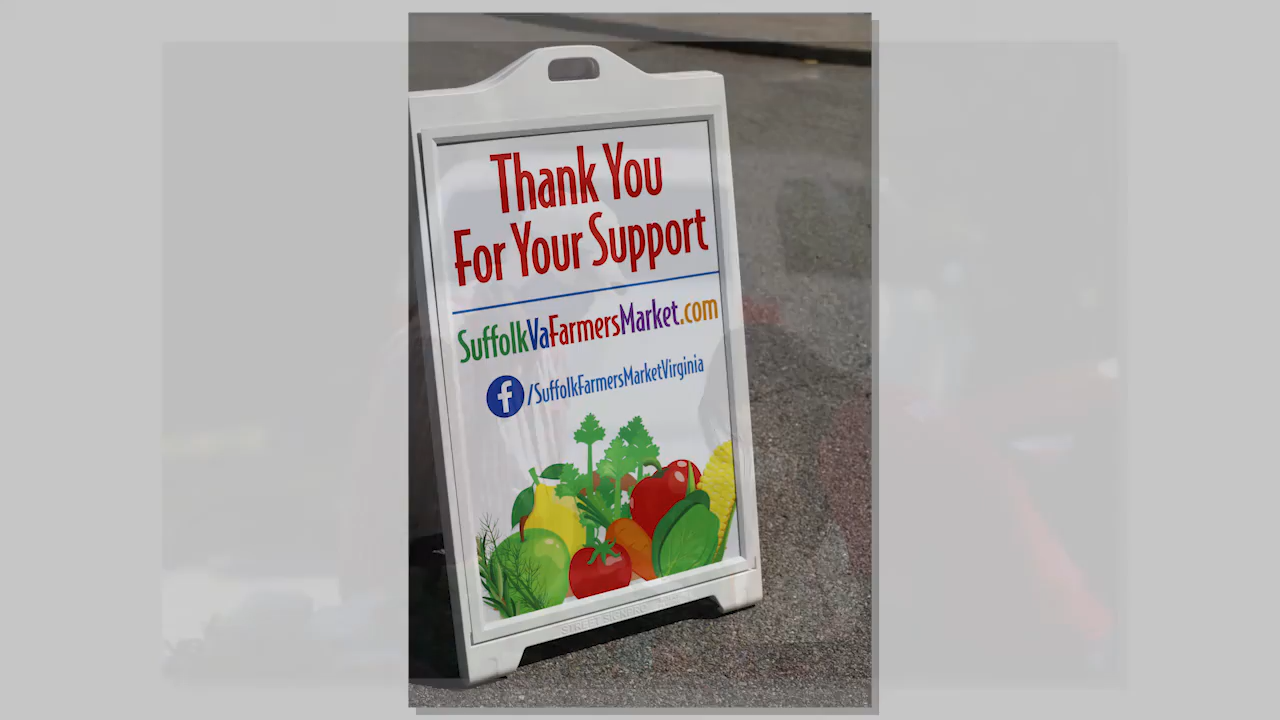 Thank You
For Your Support
SuffolkVaFarmersMarket.com
f/SuffolkFarmersMarketVirginia